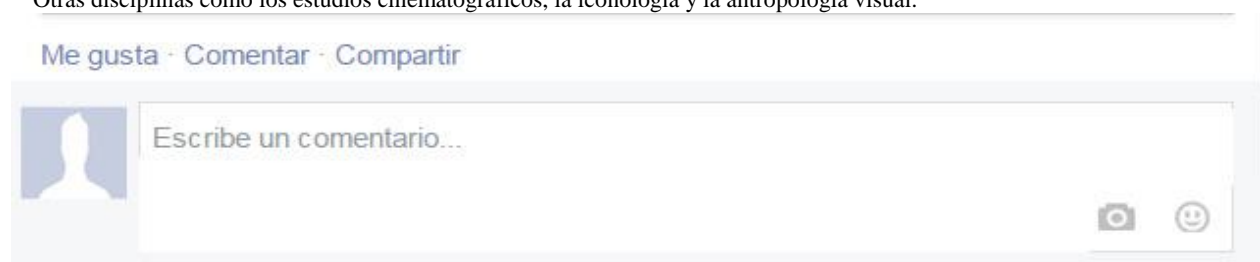 Otras disciplinas como los estudios cinematográficos, la iconología y la antropología visual.
Me gusta · Comentar · Compartir
Escribe un comentario...